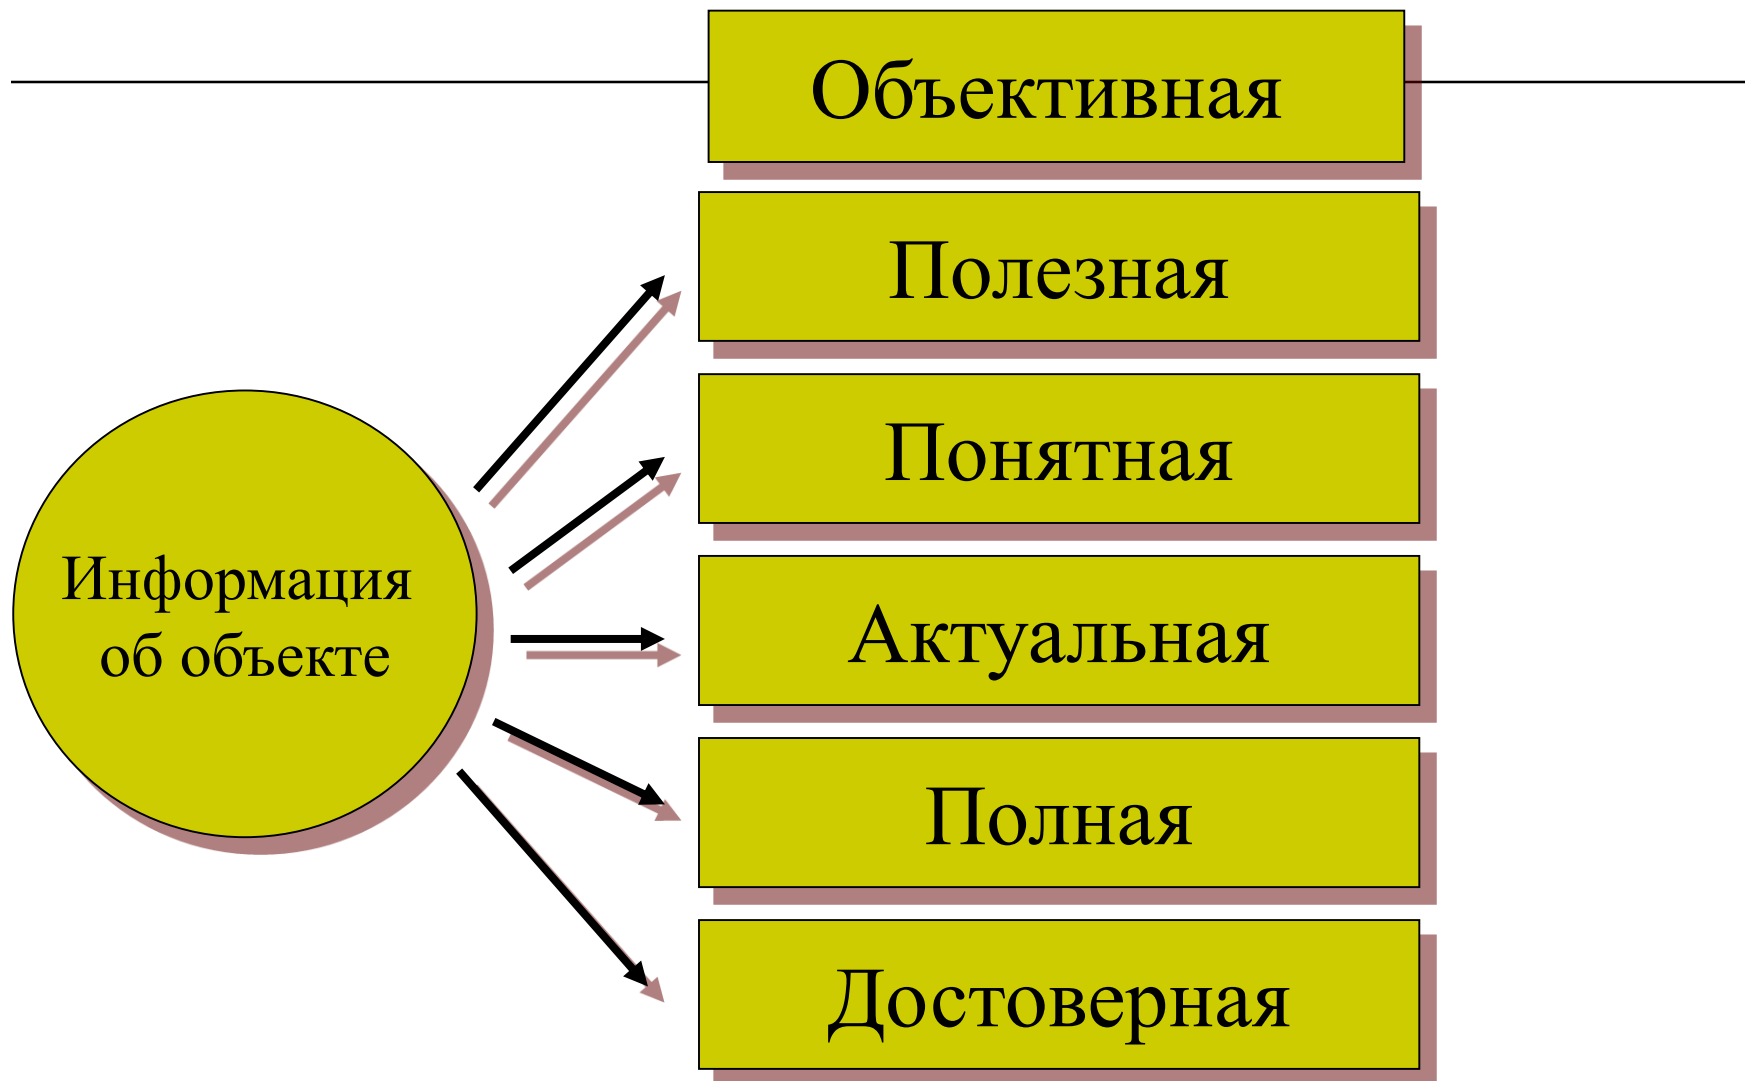 Объективная
Полезная
Понятная
Информация
об объекте
Актуальная
Полная
Достоверная